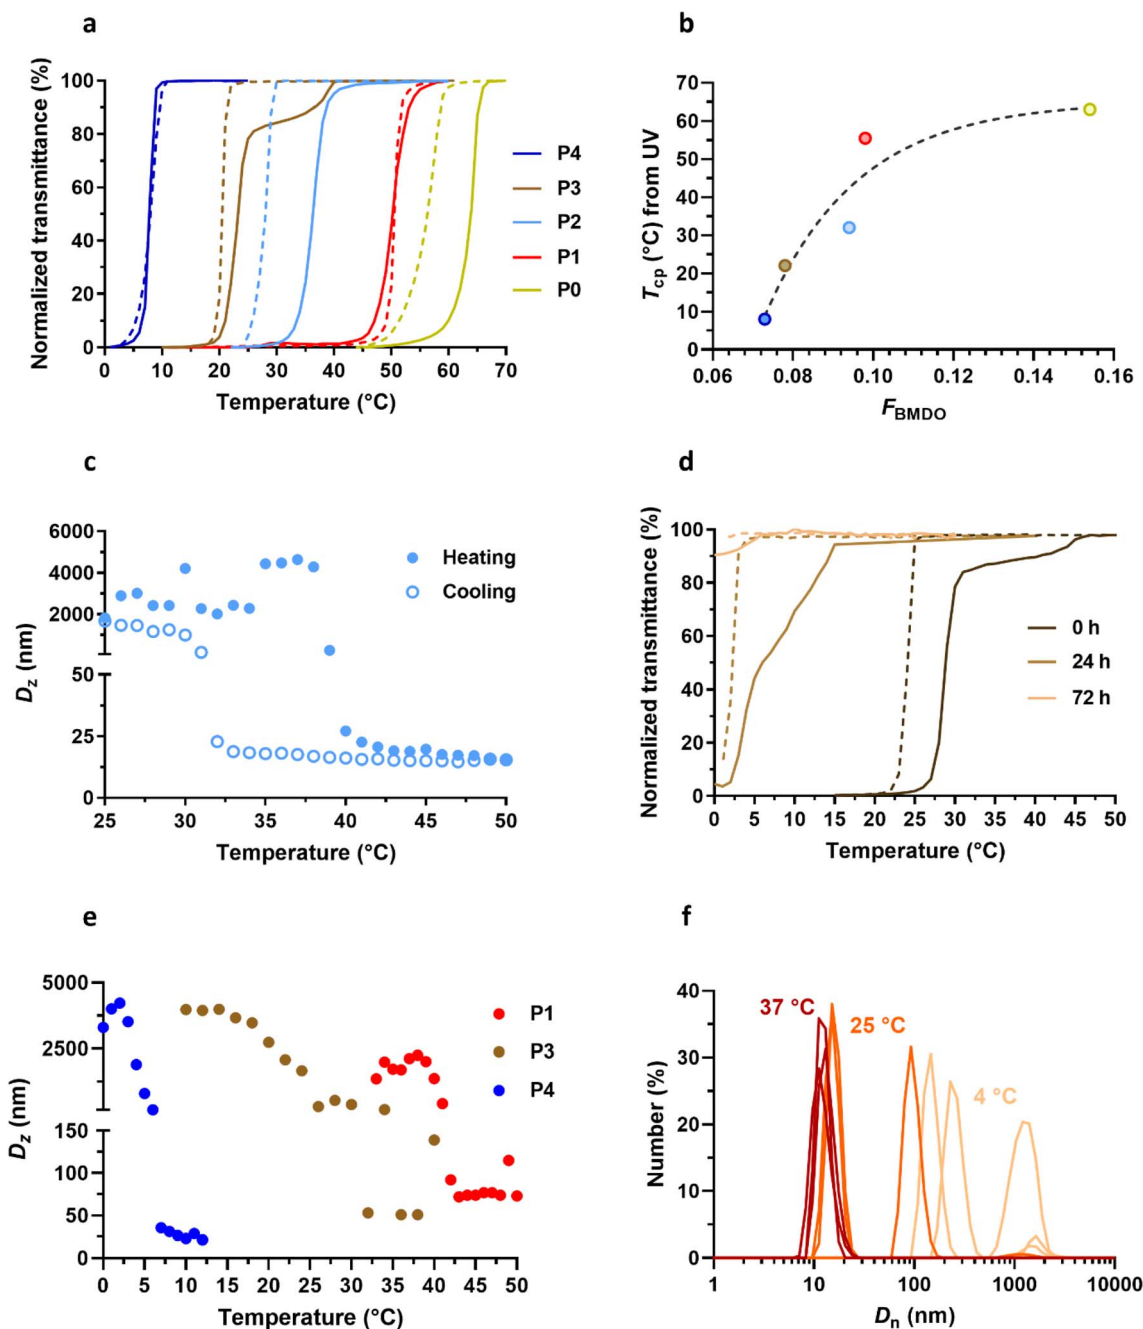 a
Normalized transmittance (%)
100
80
60
40
20
0
0 10 20 30 40 50 60 70
Temperature (°C)
P4
P3
P2
P1
P0
b
Tcp (°C) from UV
70
60
50
40
30
20
10
0
0.06 0.08 0.10 0.12 0.14 0.16
FBMDO
c
Dz (nm)
6000
4000
2000
50
25
0
25 30 35 40 45 50
Temperature (°C)
Heating
Cooling
d
Normalized transmittance (%)
100
80
60
40
20
0
0 5 10 15 20 25 30 35 40 45 50
Temperature (°C)
0 h
24 h
72 h
e
Dz (nm)
5000
2500
150
100
50
0
0 5 10 15 20 25 30 35 40 45 50
Temperature (°C)
P1
P3
P4
f
Number (%)
40
30
20
10
0
37 °C
25 °C
4 °C
1 10 100 1000 10000
Dn (nm)